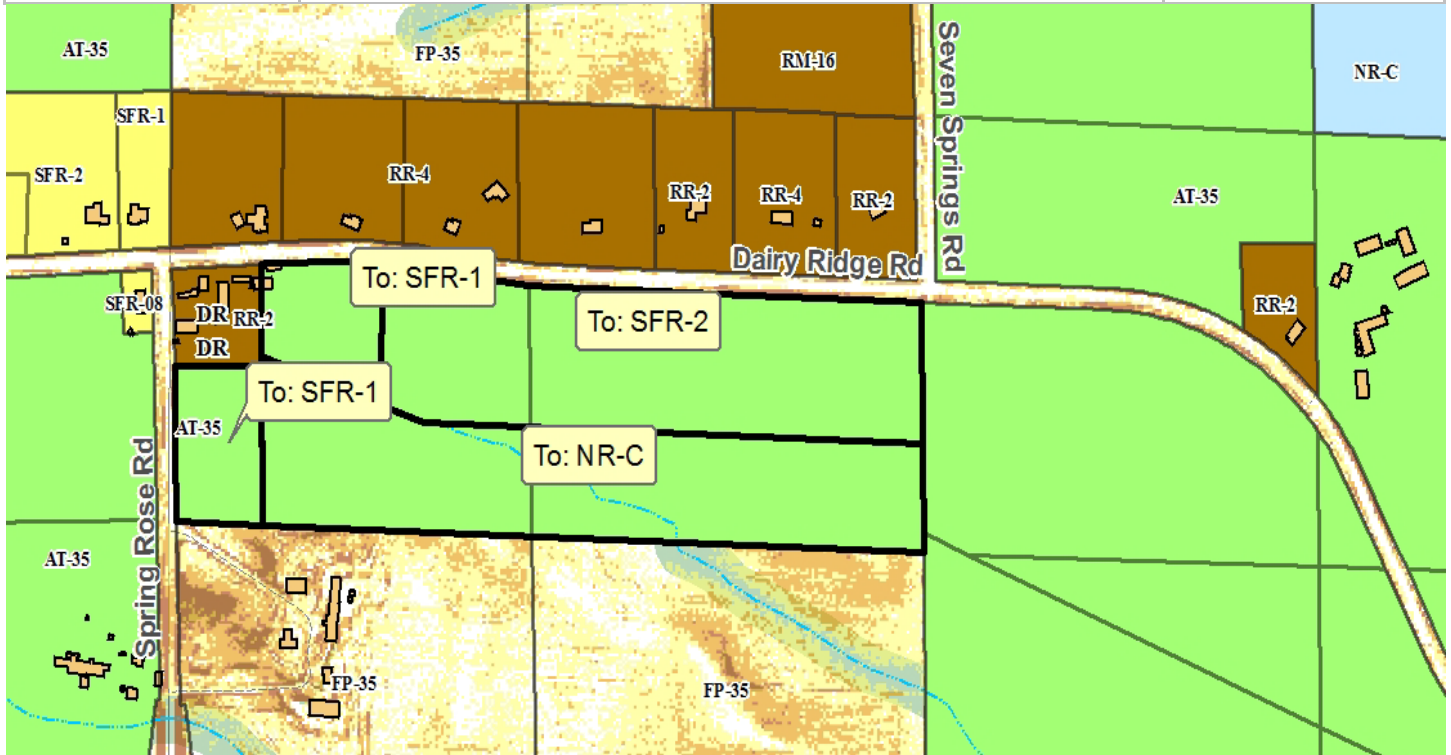 AT-35
FP-35
RM-16
NR-C
Seven Springs Rd
SFR-1
SFR-2
RR-4
RR-2
RR-4
RR-2
AT-35
Dairy Ridge Rd
To: SFR-1
SFR-08
DR
RR-2
DR
To: SFR-2
RR-2
To: SFR-1
AT-35
To: NR-C
Spring Rose Rd
AT-35
FP-35
FP-35